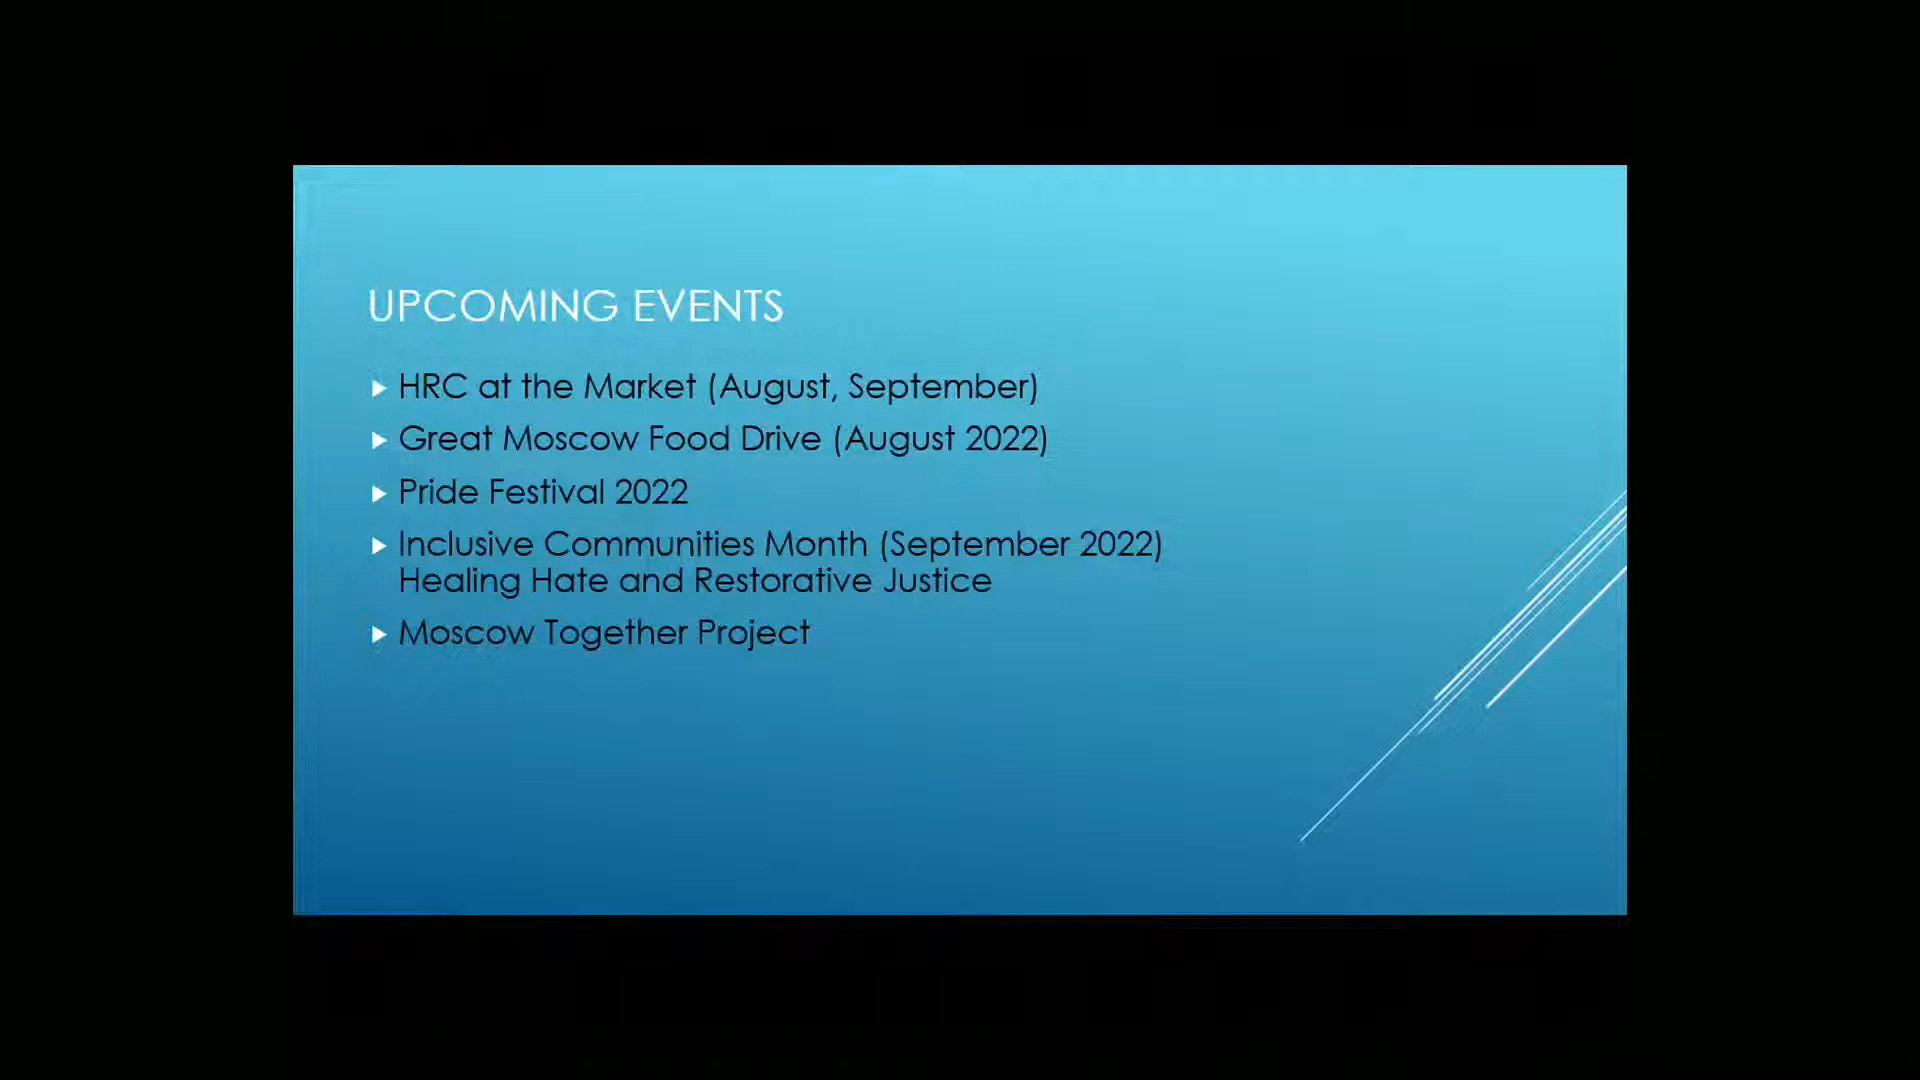 UPCOMING EVENTS
HRC at the Market (August, September)
Great Moscow Food Drive (August 2022)
Pride Festival 2022
Inclusive Communities Month (September 2022)
Healing Hate and Restorative Justice
Moscow Together Project